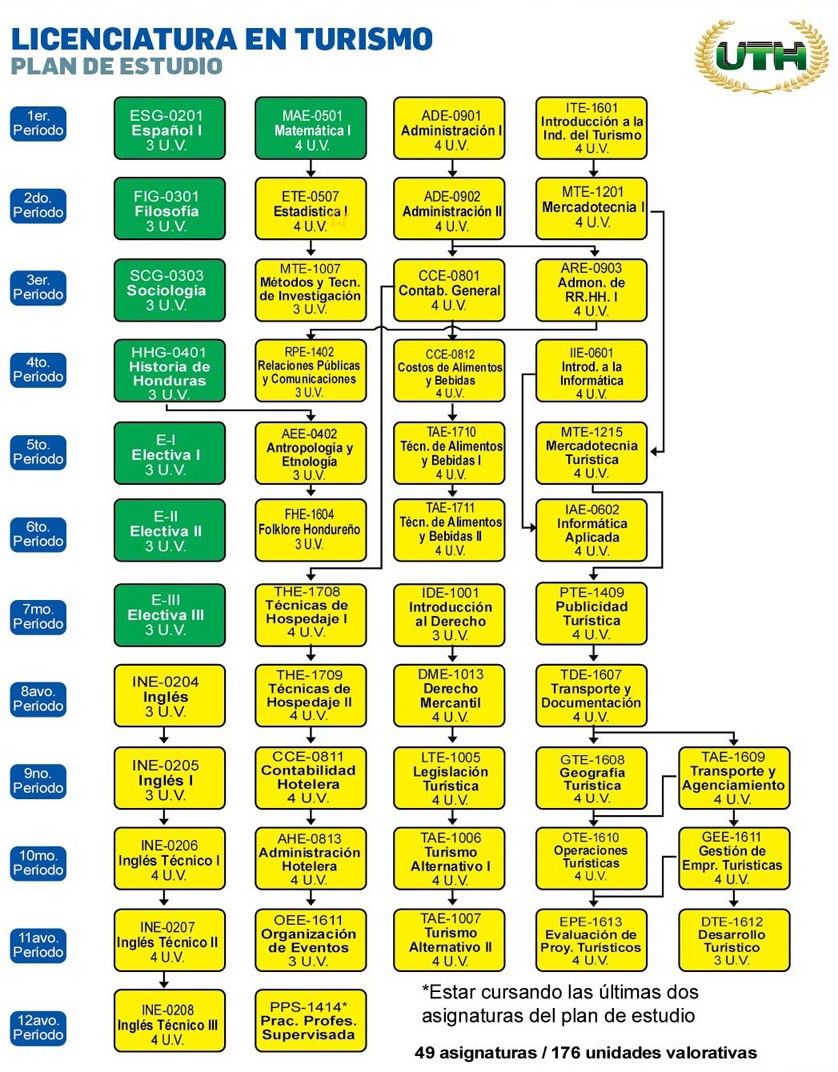 LICENCIATURA EN TURISMO
PLAN DE ESTUDIO
UTH
1er.
Período
ESG-0201
Español I
3 U.V.
MAE-0501
Matemática I
4 U.V.
ADE-0901
Administración I
4 U.V.
ITE-1601
Introducción a la
Ind. del Turismo
4 U.V.
2do.
Período
FIG-0301
Filosofía
3 U.V.
ETE-0507
Estadística I
4 U.V.
ADE-0902
Administración II
4 U.V.
MTE-1201
Mercadotecnia I
4 U.V.
3er.
Período
SCG-0303
Sociología
3 U.V.
MTE-1007
Métodos y Tecn.
de Investigación
3 U.V.
CCE-0801
Contab. General
4 U.V.
ARE-0903
Admon. de
RR.HH. I
4 U.V.
4to.
Período
HHG-0401
Historia de
Honduras
3 U.V.
RPE-1402
Relaciones Públicas
y Comunicaciones
3 U.V.
CCE-0812
Costos de Alimentos
y Bebidas
4 U.V.
IIE-0601
Introd. a la
Informática
4 U.V.
5to.
Período
E-I
Electiva I
3 U.V.
AEE-0402
Antropología y
Etnología
3 U.V.
TAE-1710
Técn. de Alimentos
y Bebidas I
4 U.V.
MTE-1215
Mercadotecnia
Turística
4 U.V.
6to.
Período
E-II
Electiva II
3 U.V.
FHE-1604
Folklore Hondureño
3 U.V.
TAE-1711
Técn. de Alimentos
y Bebidas II
4 U.V.
IAE-0602
Informática
Aplicada
4 U.V.
7mo.
Período
E-III
Electiva III
3 U.V.
THE-1708
Técnicas de
Hospedaje I
4 U.V.
IDE-1001
Introducción
al Derecho
3 U.V.
PTE-1409
Publicidad
Turística
4 U.V.
8avo.
Período
INE-0204
Inglés
3 U.V.
THE-1709
Técnicas de
Hospedaje II
4 U.V.
DME-1013
Derecho
Mercantil
4 U.V.
TDE-1607
Transporte y
Documentación
4 U.V.
9no.
Período
INE-0205
Inglés I
3 U.V.
CCE-0811
Contabilidad
Hotelera
4 U.V.
LTE-1005
Legislación
Turística
4 U.V.
GTE-1608
Geografía
Turística
4 U.V.
TAE-1609
Transporte y
Agenciamiento
4 U.V.
10mo.
Período
INE-0206
Inglés Técnico I
4 U.V.
AHE-0813
Administración
Hotelera
4 U.V.
TAE-1006
Turismo
Alternativo I
4 U.V.
OTE-1610
Operaciones
Turísticas
4 U.V.
GEE-1611
Gestión de
Empr. Turísticas
4 U.V.
11avo.
Período
INE-0207
Inglés Técnico II
4 U.V.
OEE-1611
Organización
de Eventos
3 U.V.
TAE-1007
Turismo
Alternativo II
4 U.V.
EPE-1613
Evaluación de
Proy. Turísticos
4 U.V.
DTE-1612
Desarrollo
Turístico
3 U.V.
12avo.
Período
INE-0208
Inglés Técnico III
4 U.V.
PPS-1414*
Prac. Profes.
Supervisada
*Estar cursando las últimas dos
asignaturas del plan de estudio
49 asignaturas / 176 unidades valorativas